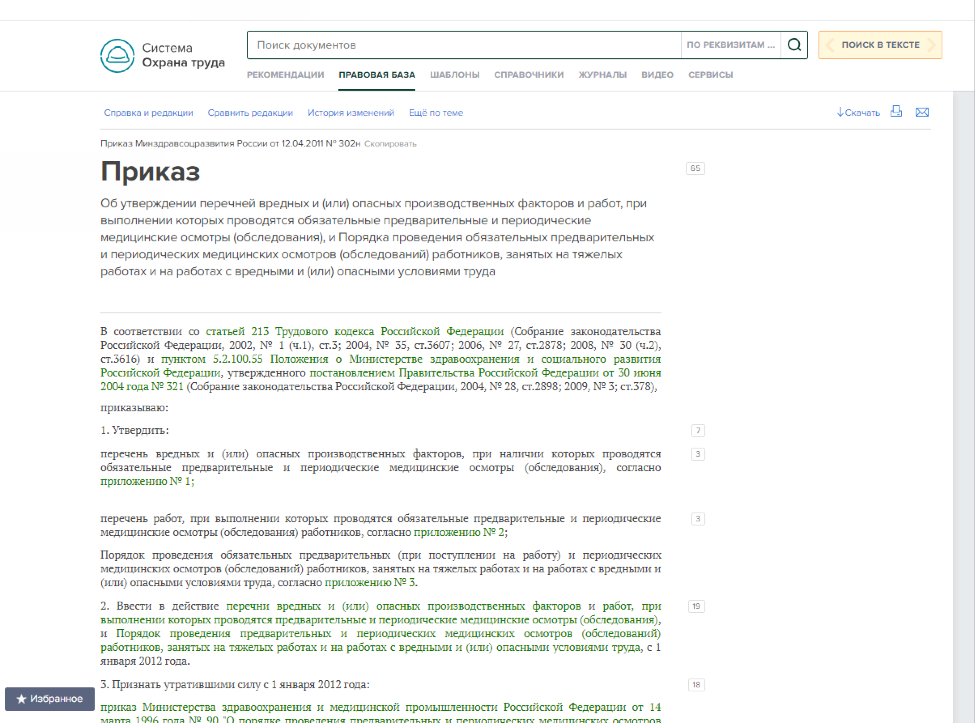 Система
Охрана труда
Поиск документов
ПО РЕКВИЗИТАМ ...
ПОИСК В ТЕКСТЕ
РЕКОМЕНДАЦИИ ПРАВОВАЯ БАЗА ШАБЛОНЫ СПРАВОЧНИКИ ЖУРНАЛЫ ВИДЕО СЕРВИСЫ
Справка и редакции Сравнить редакции История изменений Ещё по теме
Скачать
Приказ Минздравсоцразвития России от 12.04.2011 № 302н Скопировать
Приказ
65
Об утверждении перечней вредных и (или) опасных производственных факторов и работ, при
выполнении которых проводятся обязательные предварительные и периодические
медицинские осмотры (обследования), и Порядка проведения обязательных предварительных
и периодических медицинских осмотров (обследований) работников, занятых на тяжелых
работах и на работах с вредными и (или) опасными условиями труда
В соответствии со статьей 213 Трудового кодекса Российской Федерации (Собрание законодательства
Российской Федерации, 2002, № 1 (ч.1), ст.3; 2004, № 35, ст.3607; 2006, № 27, ст.2878; 2008, № 30 (ч.2),
ст.3616) и пунктом 5.2.100.55 Положения о Министерстве здравоохранения и социального развития
Российской Федерации, утвержденного постановлением Правительства Российской Федерации от 30 июня
2004 года № 321 (Собрание законодательства Российской Федерации, 2004, № 28, ст.2898; 2009, № 3; ст.378),
приказываю:
1. Утвердить:
7
перечень вредных и (или) опасных производственных факторов, при наличии которых проводятся
3
обязательные предварительные и периодические медицинские осмотры (обследования), согласно
приложению № 1;
перечень работ, при выполнении которых проводятся обязательные предварительные и периодические
3
медицинские осмотры (обследования) работников, согласно приложению № 2;
Порядок проведения обязательных предварительных (при поступлении на работу) и периодических
медицинских осмотров (обследований) работников, занятых на тяжелых работах и на работах с вредными и
(или) опасными условиями труда, согласно приложению № 3.
2. Ввести в действие перечни вредных и (или) опасных производственных факторов и работ, при
19
выполнении которых проводятся предварительные и периодические медицинские осмотры (обследования),
и Порядок проведения предварительных и периодических медицинских осмотров (обследований)
работников, занятых на тяжелых работах и на работах с вредными и (или) опасными условиями труда, с 1
января 2012 года.
3. Признать утратившими силу с 1 января 2012 года:
18
Избранное
приказ Министерства здравоохранения и медицинской промышленности Российской Федерации от 14
марта 1996 года № 90 "О порядке проведения предварительных и периодических медицинских осмотров